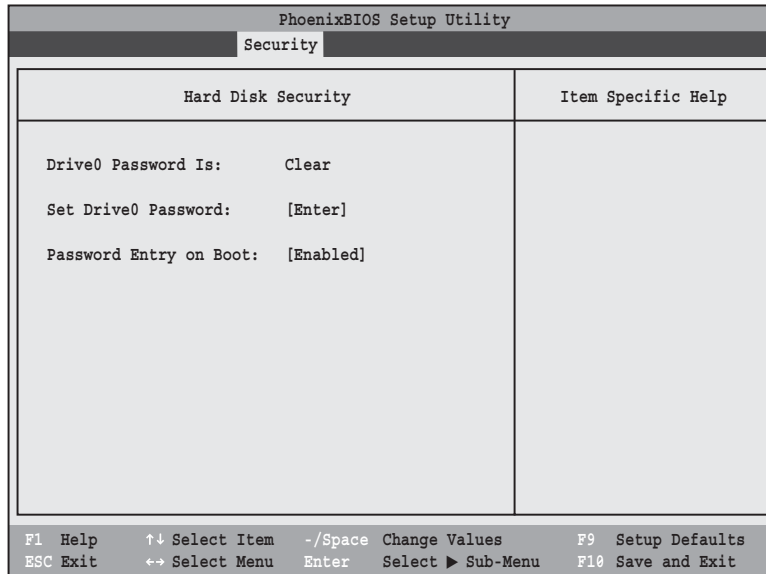 PhoenixBIOS Setup Utility
Security
Hard Disk Security
Item Specific Help
Drive0 Password Is: Clear
Set Drive0 Password: [Enter]
Password Entry on Boot: [Enabled]
F1 Help ↑↓ Select Item -/Space Change Values F9 Setup Defaults
ESC Exit ←→ Select Menu Enter Select ▶ Sub-Menu F10 Save and Exit